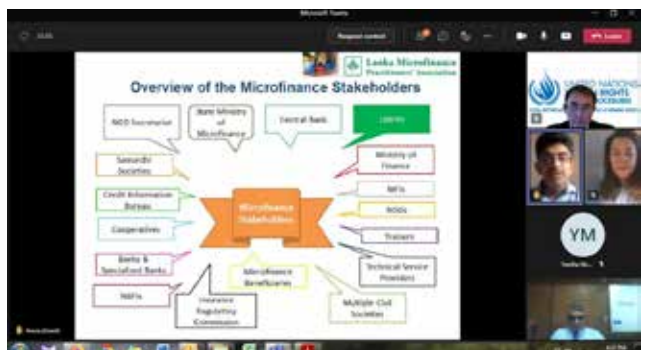 Microsoft Teams
Request control
Leave
Lanka Microfinance
Practitioners' Association
Overview of the Microfinance Stakeholders
NGO Secretariat
State Ministry
of
Microfinance
Central Bank
LMFPA
Samurdhi
Societies
Ministry of
Finance
Credit Information
Bureau
MFIs
NGOs
Microfinance
Stakeholders
Cooperatives
Trainers
Banks &
Specialized Banks
Microfinance
Beneficiaries
Technical Service
Providers
NBFIs
Insurance
Regulatory
Commission
Multiple Civil
Societies
UNITED NATIONS
RIGHTS
YM